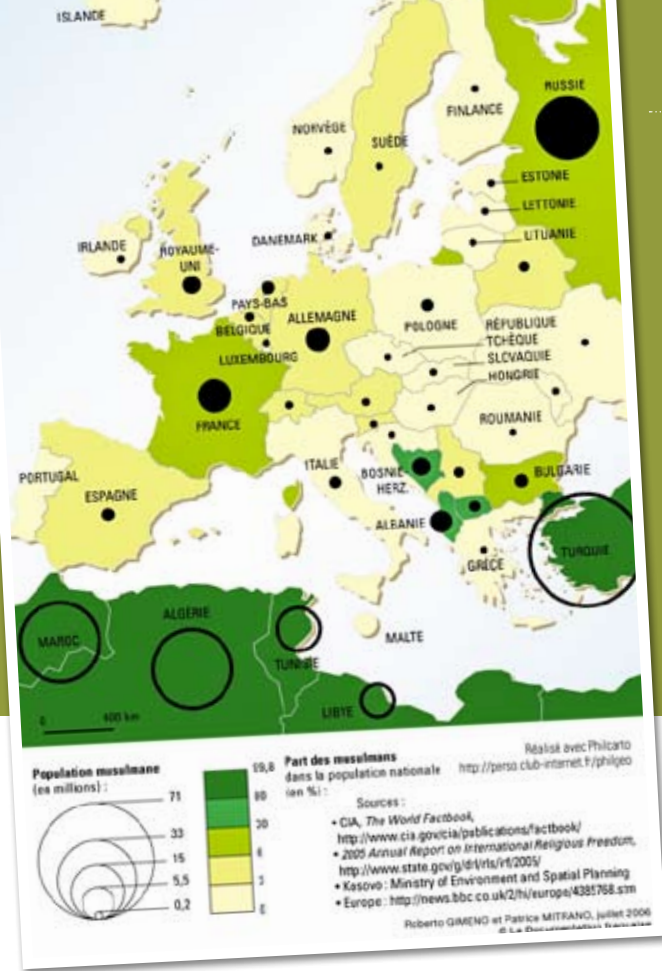 ISLANDE
RUSSIE
FINLANCE
NORVÈGE
SUÈDE
ESTONIE
LETTONIE
LITUANIE
IRLANDE
ROYAUME-
UNI
DANEMARK
PAYS-BAS
BELGIQUE
LUXEMBOURG
ALLEMAGNE
POLOGNE
RÉPUBLIQUE
TCHÈQUE
SLOVAQUIE
HONGRIE
FRANCE
ROUMANIE
ITALIE
BOSNIE
HERZ.
BULGARIE
PORTUGAL
ESPAGNE
ALBANIE
GRÈCE
TURQUIE
MAROC
ALGÉRIE
TUNISIE
MALTE
LIBYE
0 400 km
Population musulmane
(en millions) :
71
33
15
5,5
0,2
Part des musulmans
dans la population nationale
(en %) :
80
30
Réalisé avec Philcarto
http://perso.club-internet.fr/philgeo
Sources :
• CIA, The World Factbook,
http://www.cia.gov/cia/publications/factbook/
• 2005 Annual Report on International Religious Freedom,
http://www.state.gov/g/drl/rls/irf/2005/
• Kosovo : Ministry of Environment and Spatial Planning
• Europe : http://news.bbc.co.uk/2/hi/europe/4385768.stm
Roberto GIMENO et Patrice MITRANO, juillet 2006
© La Documentation française